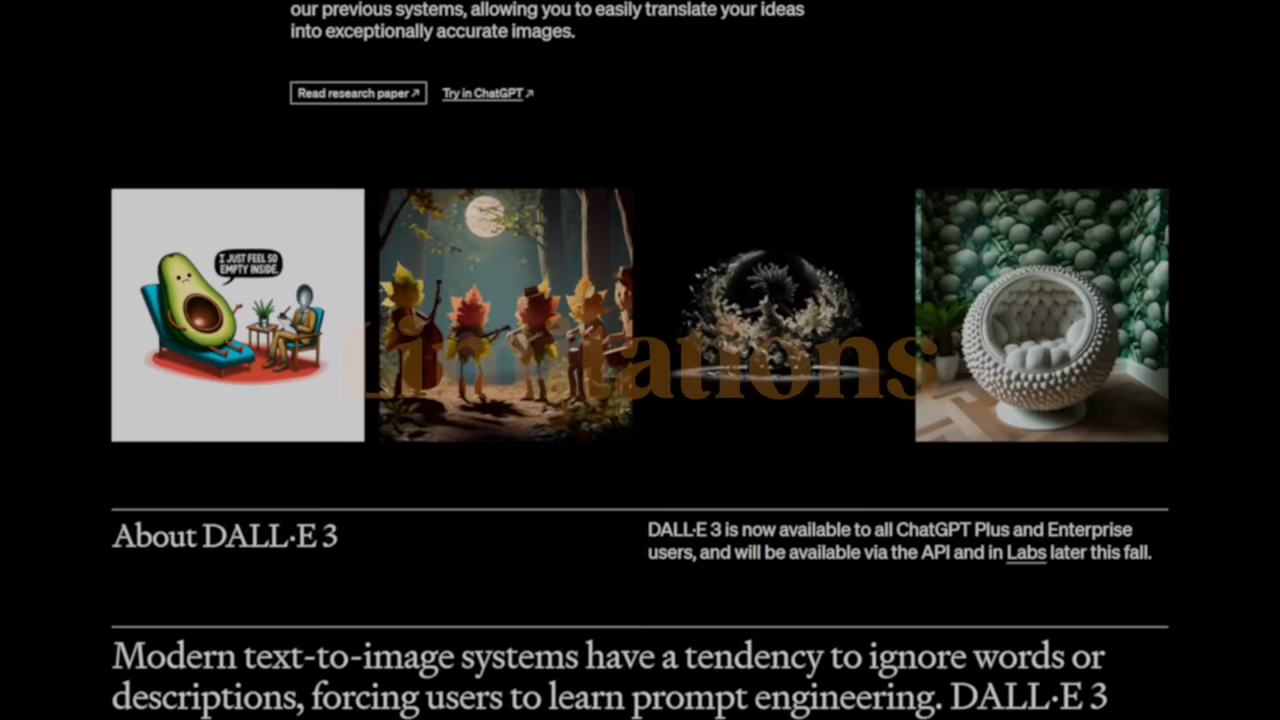 our previous systems, allowing you to easily translate your ideas
into exceptionally accurate images.
Read research paper ↗ Try in ChatGPT ↗
I JUST FEEL SO
EMPTY INSIDE.
Limitations
About DALL·E 3
DALL·E 3 is now available to all ChatGPT Plus and Enterprise
users, and will be available via the API and in Labs later this fall.
Modern text-to-image systems have a tendency to ignore words or
descriptions, forcing users to learn prompt engineering. DALL·E 3